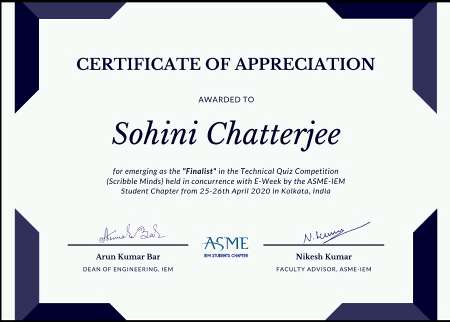 CERTIFICATE OF APPRECIATION
AWARDED TO
Sohini Chatterjee
for emerging as the "Finalist" in the Technical Quiz Competition
(Scribble Minds) held in concurrence with E-Week by the ASME-IEM
Student Chapter from 25-26th April 2020 in Kolkata, India
Arun Kumar Bar
DEAN OF ENGINEERING, IEM
ASME
IEM STUDENTS CHAPTER
N. Kumar
Nikesh Kumar
FACULTY ADVISOR, ASME-IEM